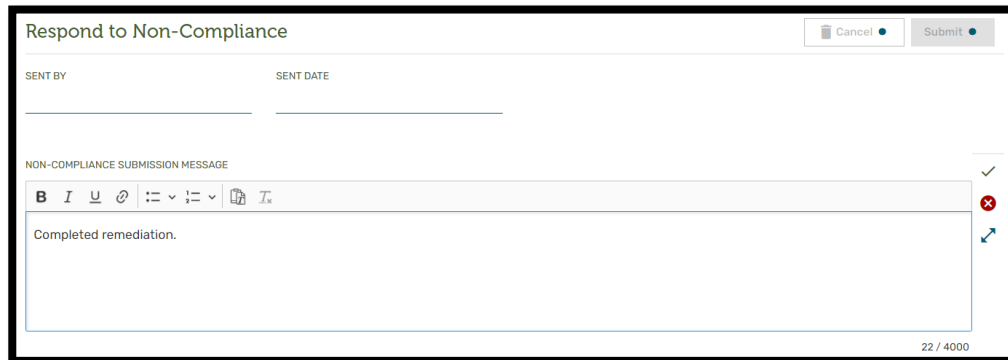 Respond to Non-Compliance
Cancel
Submit
SENT BY
SENT DATE
NON-COMPLIANCE SUBMISSION MESSAGE
B I U
Completed remediation.
22 / 4000